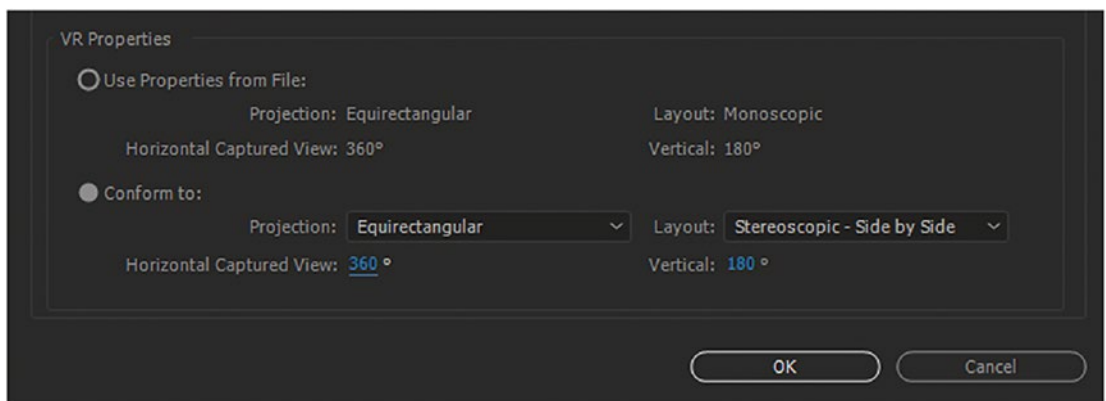 VR Properties
Use Properties from File:
Projection: Equirectangular Layout: Monoscopic
Horizontal Captured View: 360° Vertical: 180°
Conform to:
Projection: Equirectangular Layout: Stereoscopic - Side by Side
Horizontal Captured View: 360 ° Vertical: 180 °
OK Cancel